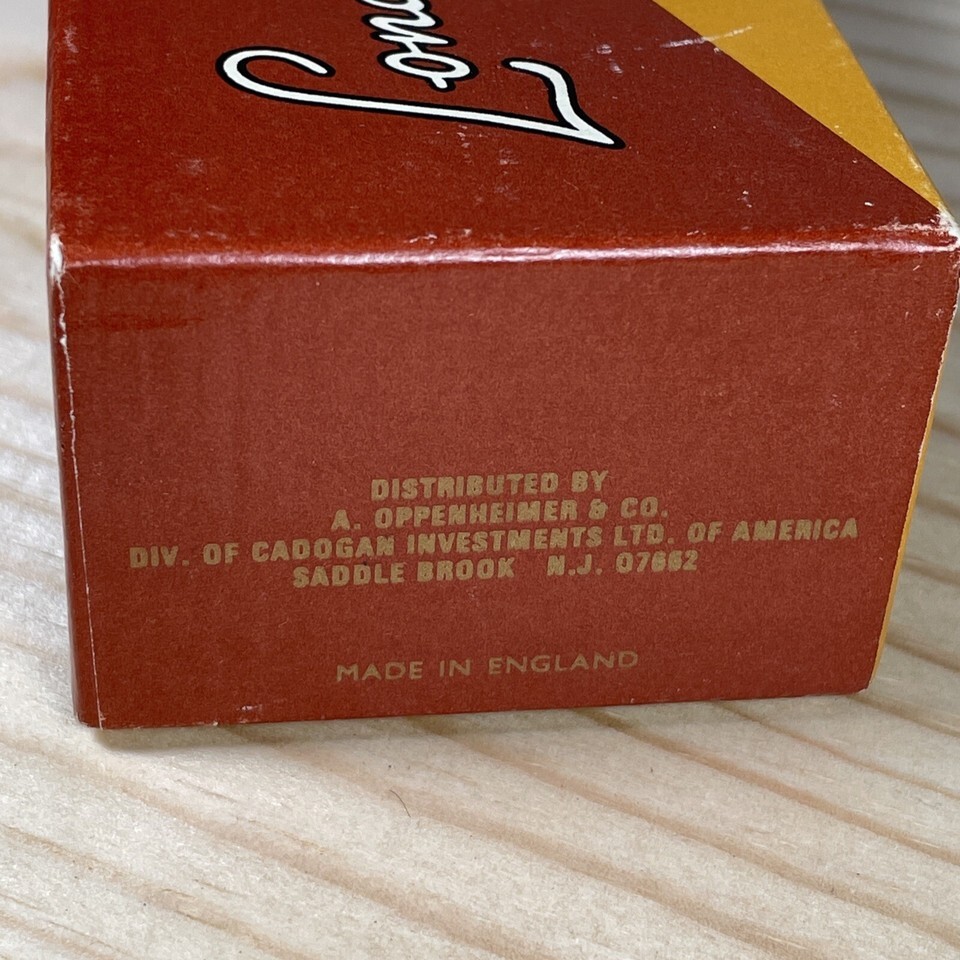 DISTRIBUTED BY
A. OPPENHEIMER & CO.
DIV. OF CADOGAN INVESTMENTS LTD. OF AMERICA
SADDLE BROOK N.J. 07662
MADE IN ENGLAND